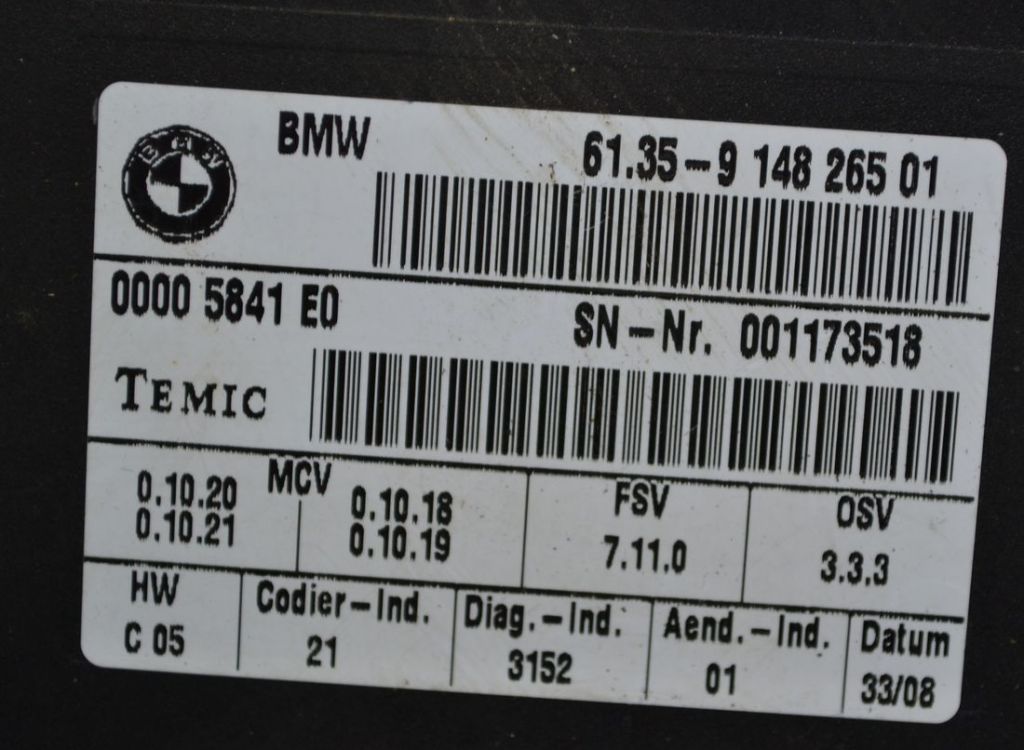 BMW
BMW 61.35-9 148 265 01
0000 5841 E0 SN-Nr. 001173518
TEMIC
MCV FSV OSV
0.10.20 0.10.18
0.10.21 0.10.19 7.11.0 3.3.3
HW Codier-Ind. Diag.-Ind. Aend.-Ind. Datum
C 05 21 3152 01 33/08